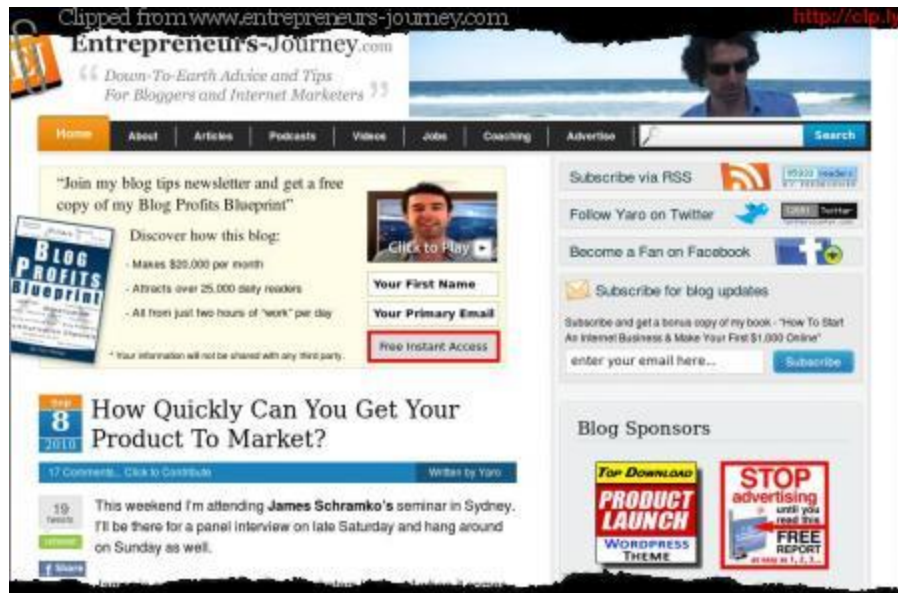 Clipped from www.entrepreneurs-journey.com
http://clp.ly
Entrepreneurs-Journey.com
“ Down-To-Earth Advice and Tips
For Bloggers and Internet Marketers ”
Home About Articles Podcasts Videos Jobs Coaching Advertise Search
“Join my blog tips newsletter and get a free
copy of my Blog Profits Blueprint”
Discover how this blog:
- Makes $20,000 per month
- Attracts over 25,000 daily readers
- All from just two hours of "work" per day
* Your information will not be shared with any third party.
BLOG
PROFITS
Blueprint
Click to Play
Your First Name
Your Primary Email
Free Instant Access
Subscribe via RSS
readers
Follow Yaro on Twitter
Twitter
Become a Fan on Facebook
Subscribe for blog updates
Subscribe and get a bonus copy of my book - "How To Start
An Internet Business & Make Your First $1,000 Online"
enter your email here...
Subscribe
Sep
8
2010
How Quickly Can You Get Your
Product To Market?
17 Comments... Click to Contribute
Written by Yaro
19
tweets
retweet
Share
This weekend I'm attending James Schramko's seminar in Sydney.
I'll be there for a panel interview on late Saturday and hang around
on Sunday as well.
Blog Sponsors
TOP DOWNLOAD
PRODUCT
LAUNCH
WORDPRESS
THEME
STOP
advertising
until you
read this
FREE
REPORT
as easy as 1, 2, 3...